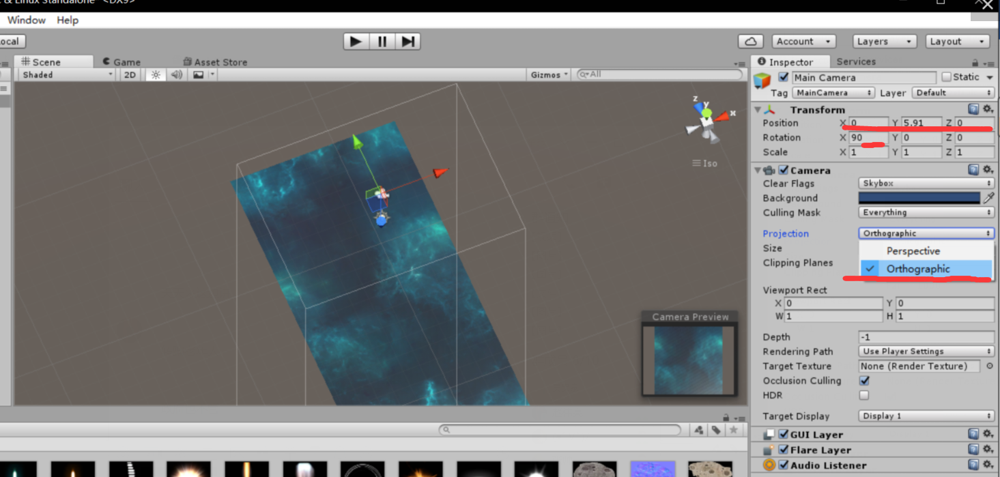 & Linux Standalone <DX9>
Window Help
Account Layers Layout
Scene Game Asset Store
Inspector Services
Shaded 2D Gizmos All
Main Camera Static
Tag MainCamera Layer Default
Transform
Position X 0 Y 5.91 Z 0
Rotation X 90 Y 0 Z 0
Scale X 1 Y 1 Z 1
z y x
Iso
Camera
Clear Flags Skybox
Background
Culling Mask Everything
Projection Orthographic
Size Perspective
Clipping Planes Orthographic
Viewport Rect
X 0 Y 0
W 1 H 1
Camera Preview
Depth -1
Rendering Path Use Player Settings
Target Texture None (Render Texture)
Occlusion Culling
HDR
Target Display Display 1
GUI Layer
Flare Layer
Audio Listener